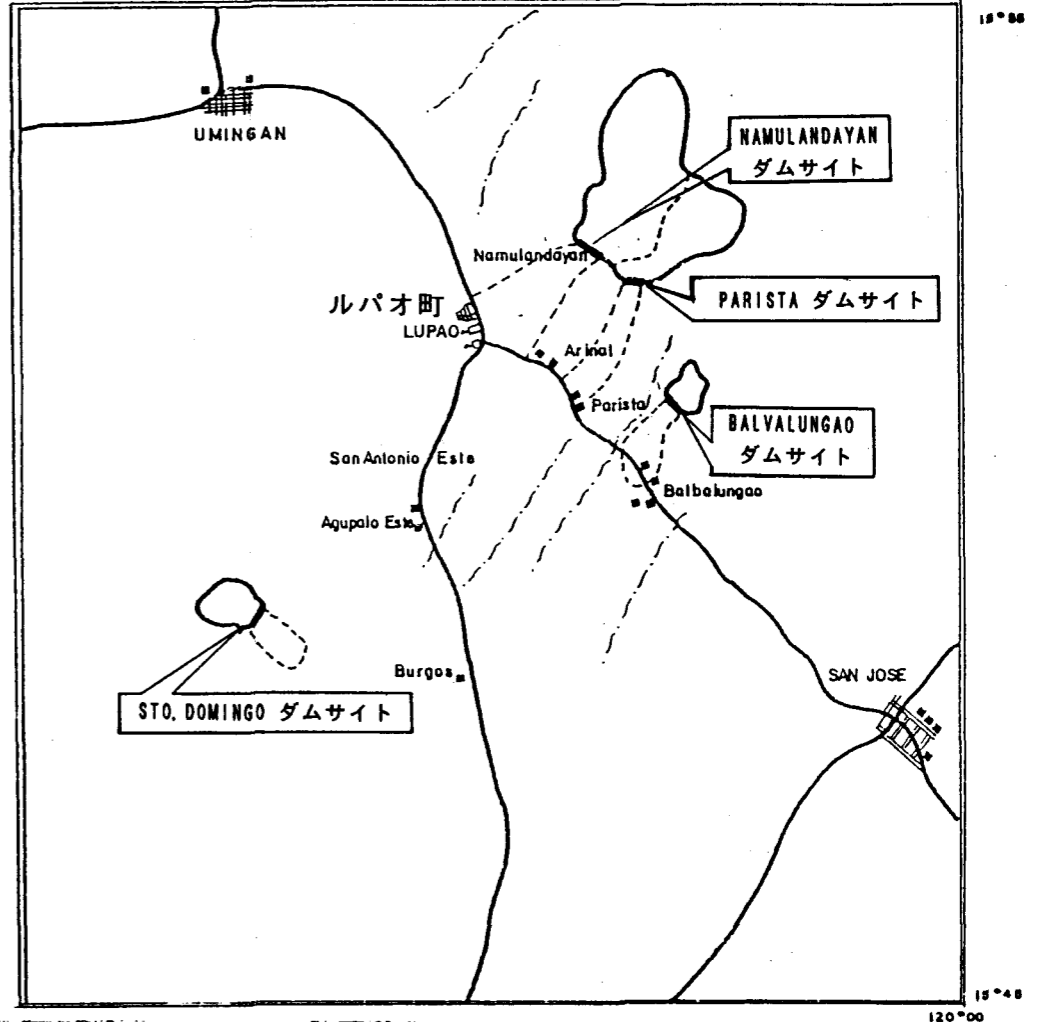 15°55
UMINGAN
NAMULANDAYAN
ダムサイト
Namulandayan
PARISTA ダムサイト
ルパオ町
LUPAO
Arinal
Parista
BALVALUNGAO
ダムサイト
San Antonio Este
Balbalungao
Agupalo Este
Burgos
SAN JOSE
STO. DOMINGO ダムサイト
15°45
120°00